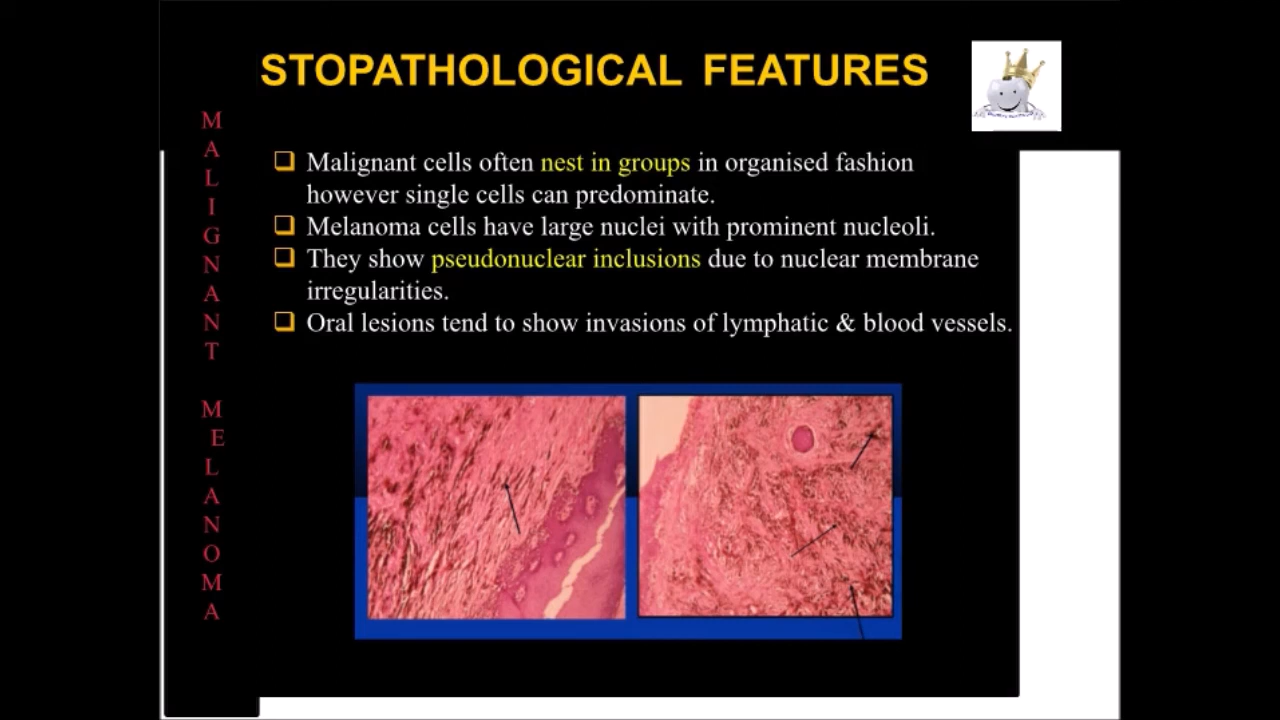 STOPATHOLOGICAL FEATURES
MALIGNANT MELANOMA
Malignant cells often nest in groups in organised fashion
however single cells can predominate.
Melanoma cells have large nuclei with prominent nucleoli.
They show pseudonuclear inclusions due to nuclear membrane
irregularities.
Oral lesions tend to show invasions of lymphatic & blood vessels.